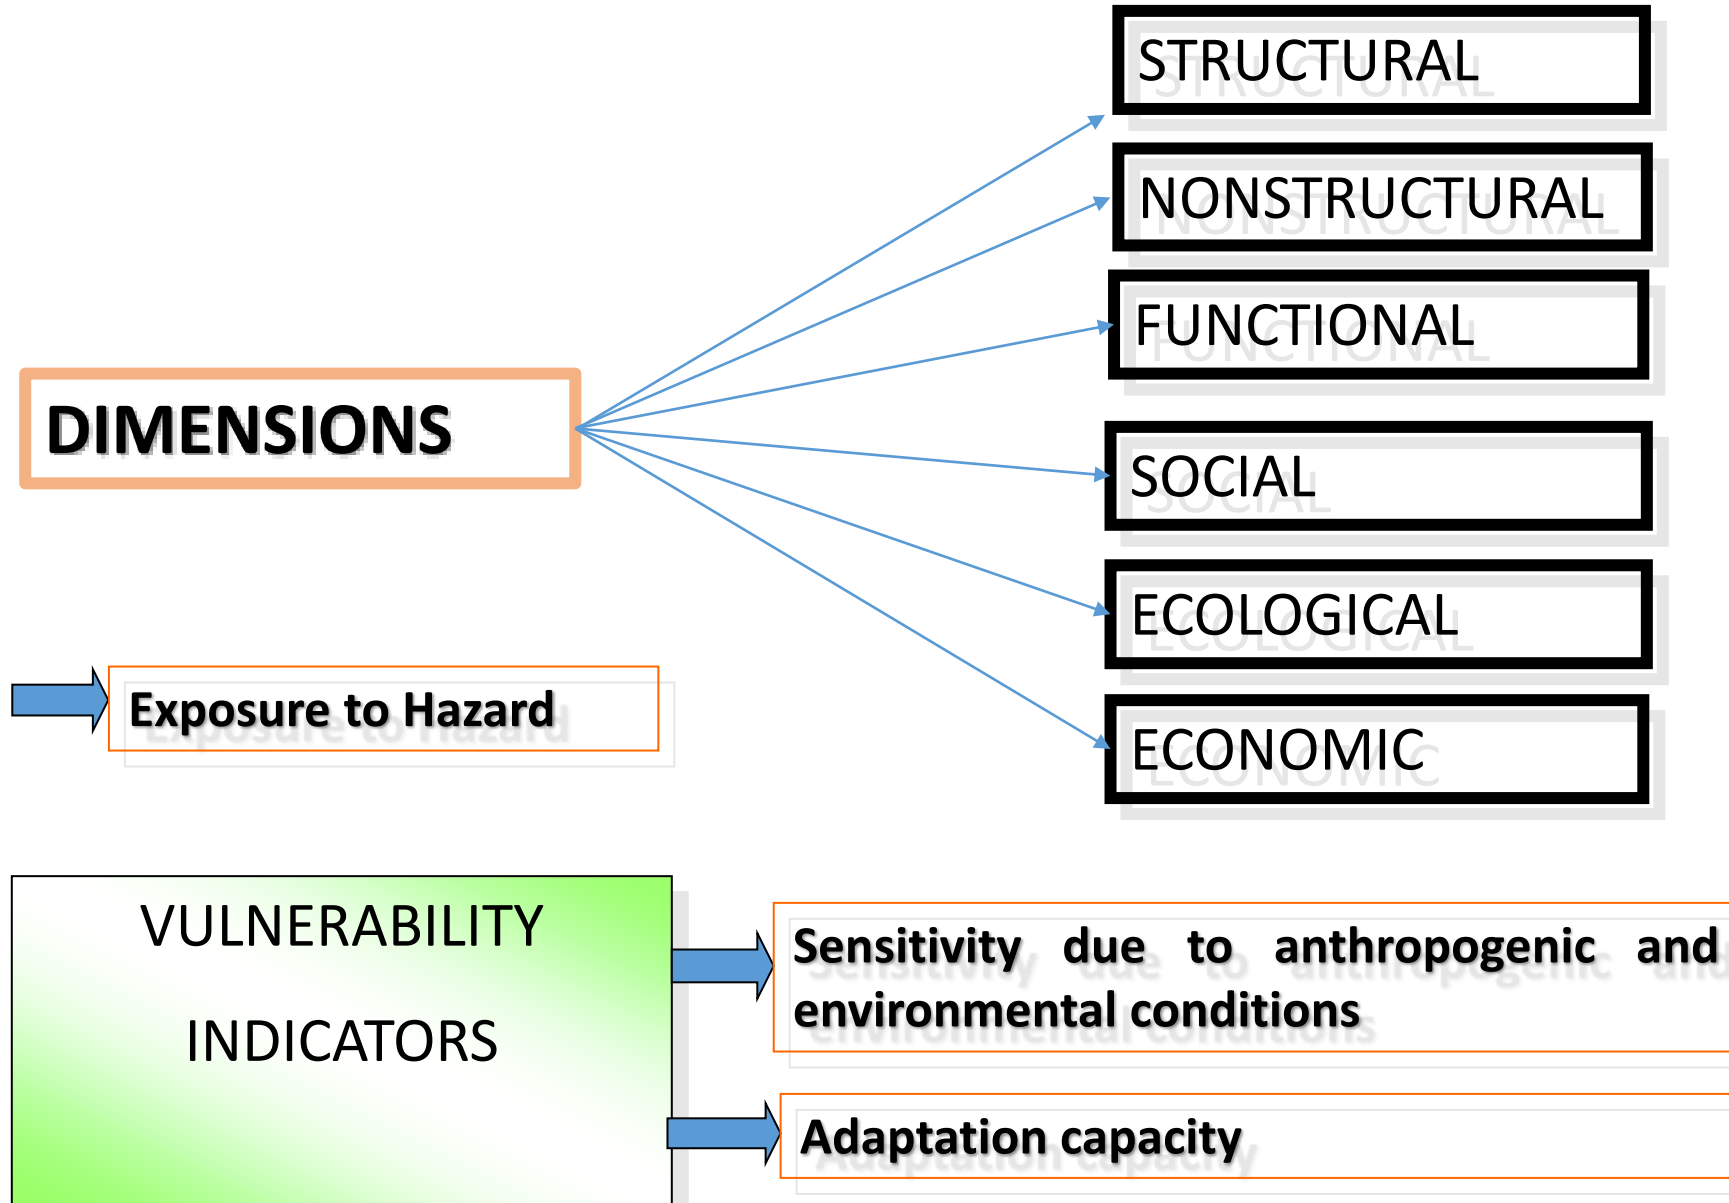 STRUCTURAL
NONSTRUCTURAL
FUNCTIONAL
DIMENSIONS
SOCIAL
ECOLOGICAL
Exposure to Hazard
ECONOMIC
VULNERABILITY
INDICATORS
Sensitivity due to anthropogenic and
environmental conditions
Adaptation capacity